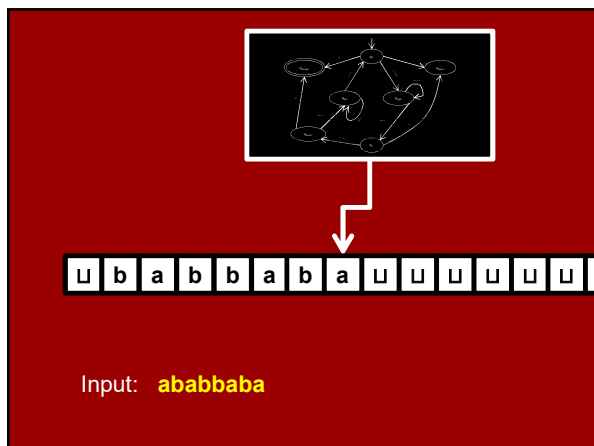 ⊔ b a b b a b a ⊔ ⊔ ⊔ ⊔ ⊔ ⊔
Input: ababbaba